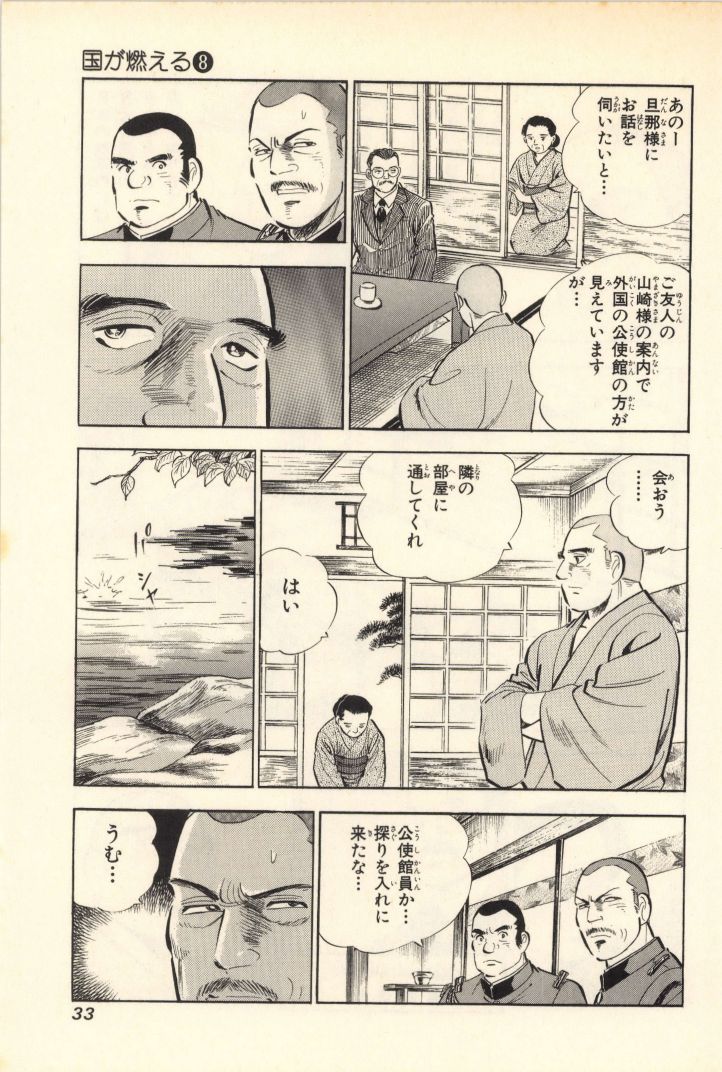 国が燃える❽
あのー
旦那様に
お話を
伺いたいと…
ご友人の
山崎様の案内で
外国の公使館の方が
見えています
が…
会おう
……
隣の
部屋に
通してくれ
はい
パシャ
公使館員か…
探りを入れに
来たな…
うむ…
33